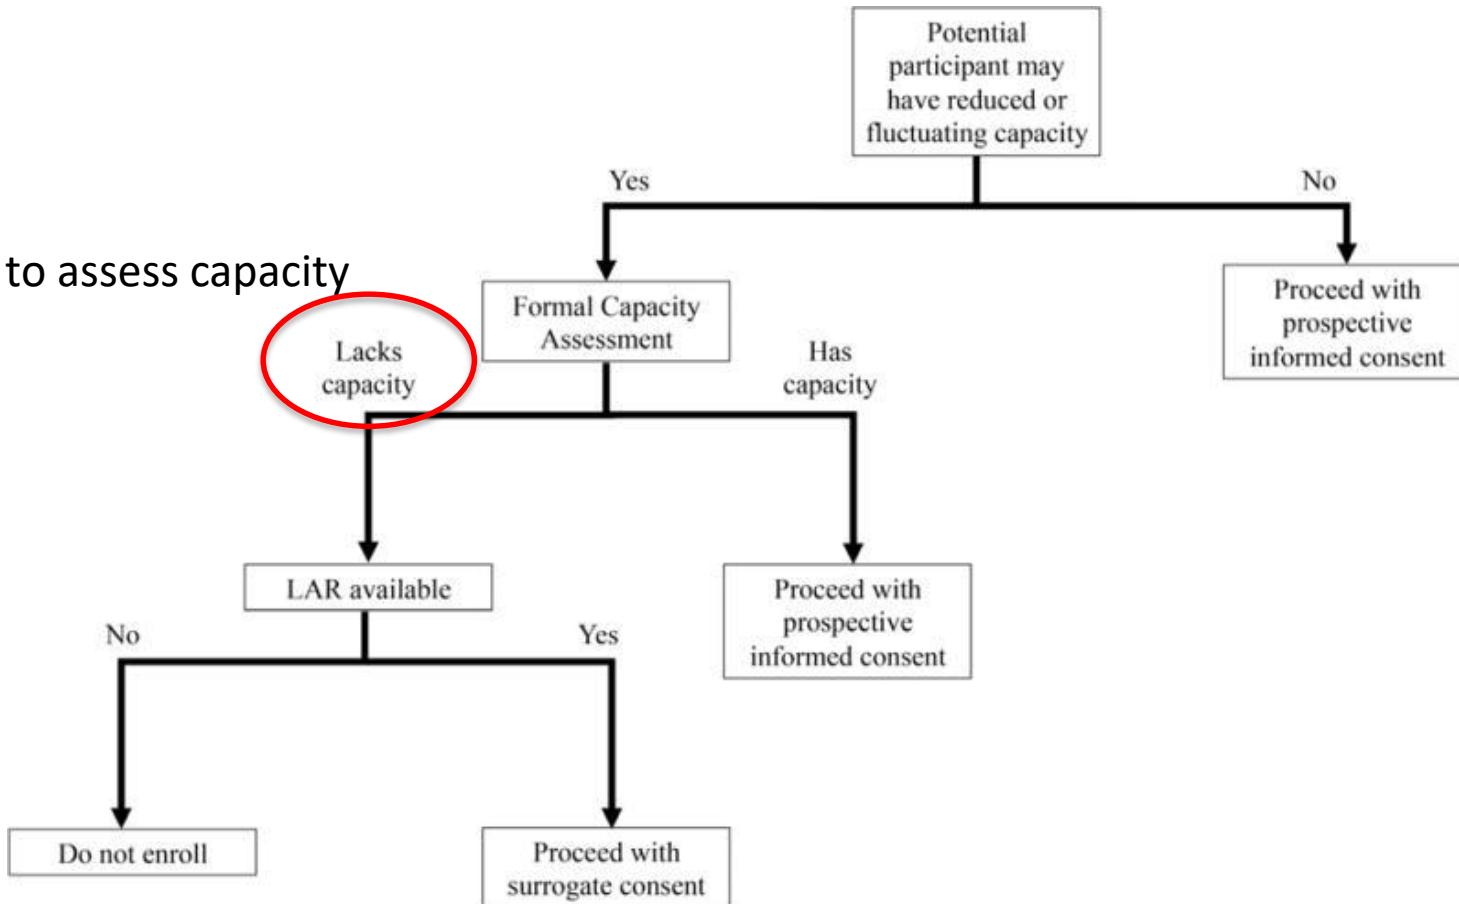 Potential
participant may
have reduced or
fluctuating capacity
Yes
No
to assess capacity
Formal Capacity
Assessment
Proceed with
prospective
informed consent
Lacks
capacity
Has
capacity
LAR available
Proceed with
prospective
informed consent
No
Yes
Do not enroll
Proceed with
surrogate consent